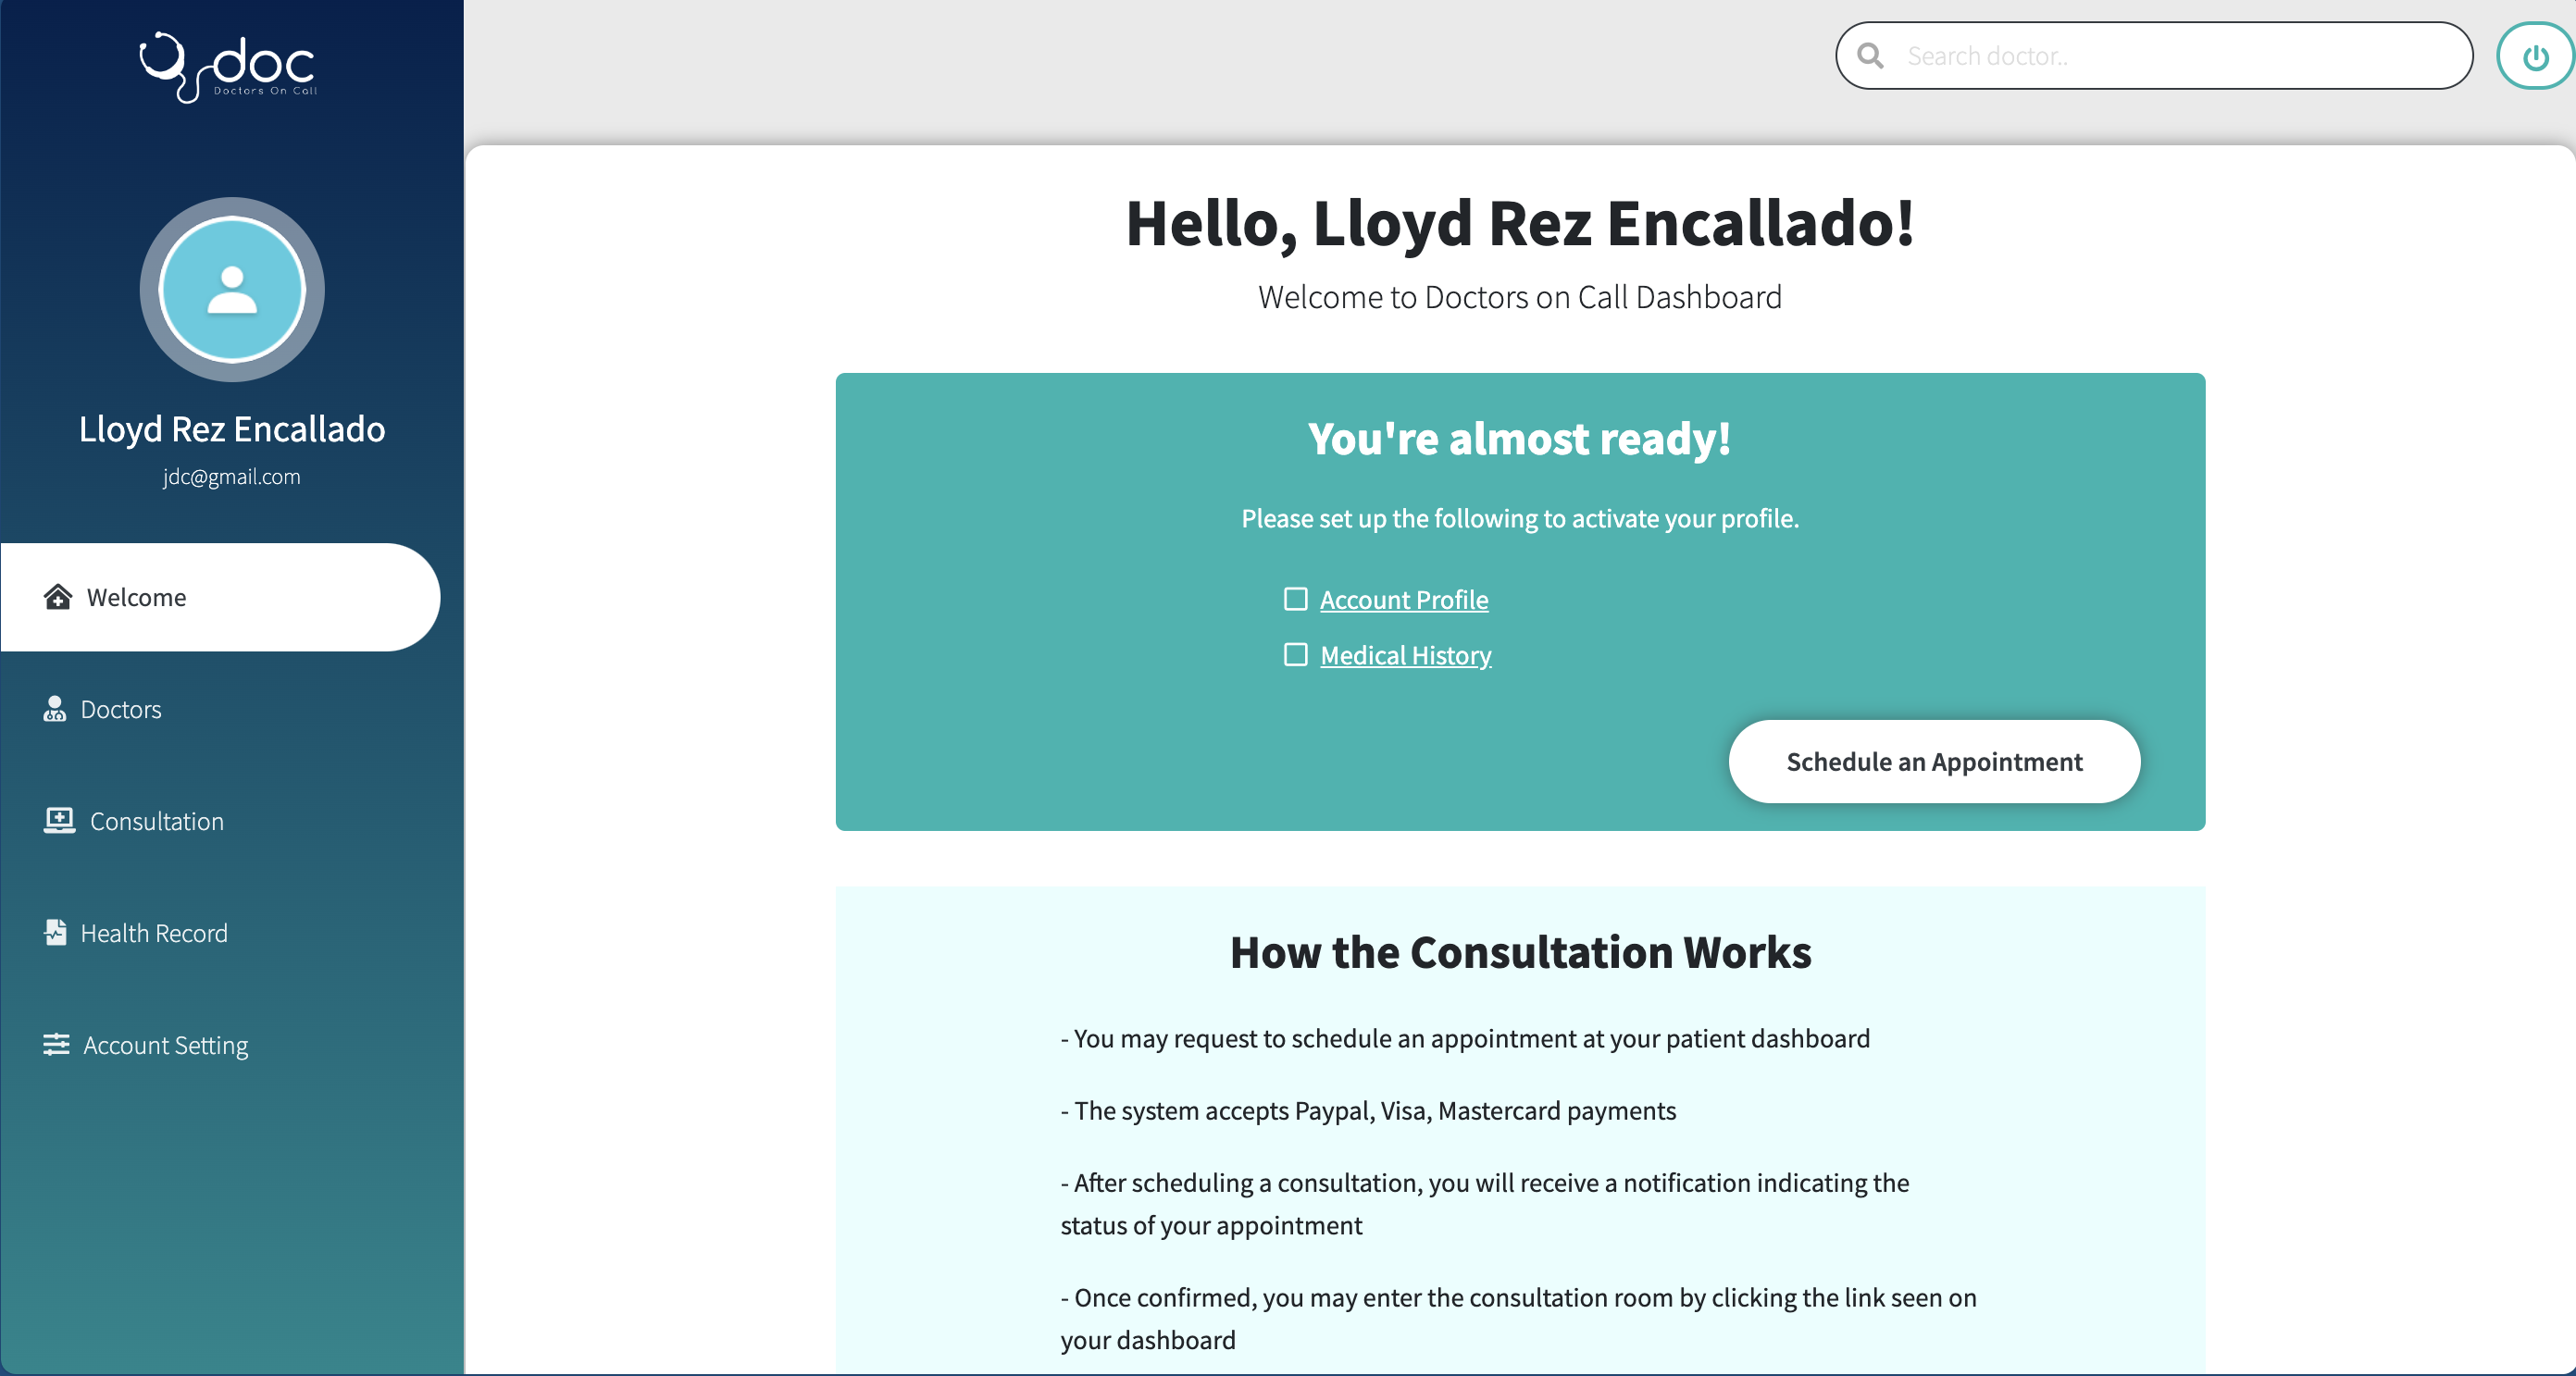 doc
Doctors On Call
Search doctor..
Lloyd Rez Encallado
jdc@gmail.com
Welcome
Doctors
Consultation
Health Record
Account Setting
Hello, Lloyd Rez Encallado!
Welcome to Doctors on Call Dashboard
You're almost ready!
Please set up the following to activate your profile.
Account Profile
Medical History
Schedule an Appointment
How the Consultation Works
- You may request to schedule an appointment at your patient dashboard
- The system accepts Paypal, Visa, Mastercard payments
- After scheduling a consultation, you will receive a notification indicating the
status of your appointment
- Once confirmed, you may enter the consultation room by clicking the link seen on
your dashboard